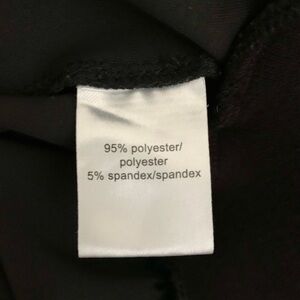 95% polyester/
polyester
5% spandex/spandex